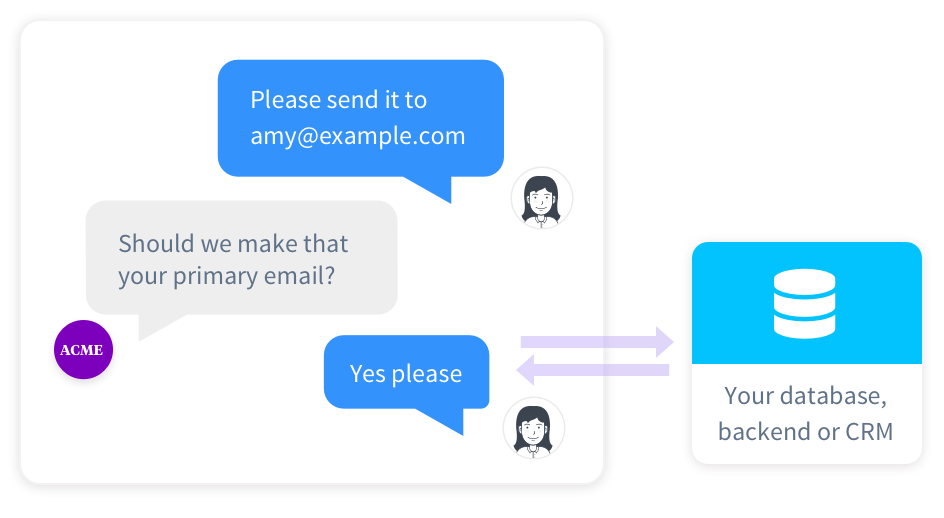 Please send it to
amy@example.com
Should we make that
your primary email?
ACME
Yes please
Your database,
backend or CRM